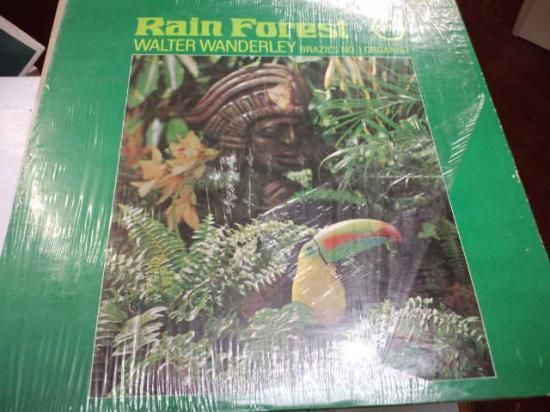 Rain Forest
WALTER WANDERLEY BRAZIL'S NO. 1 ORGANIST